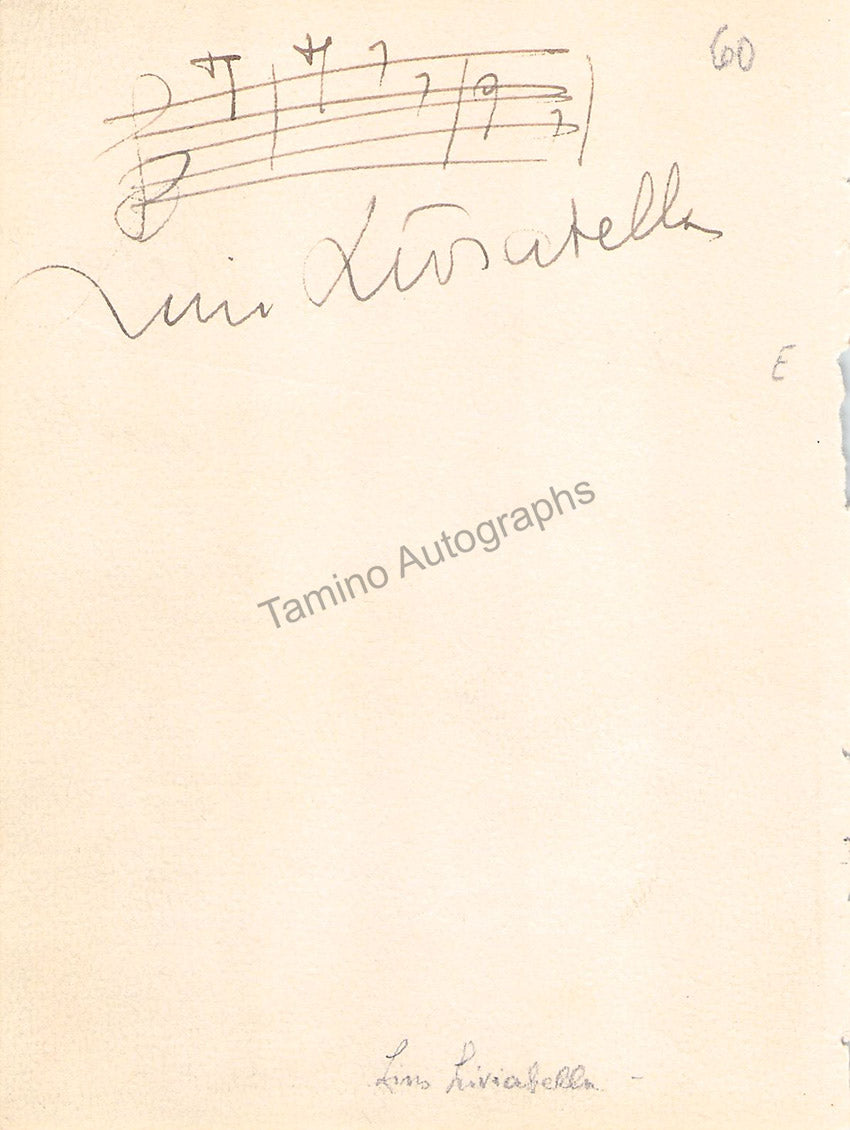 60
Lino Liviabella
E
Tamino Autographs
Lino Liviabella -